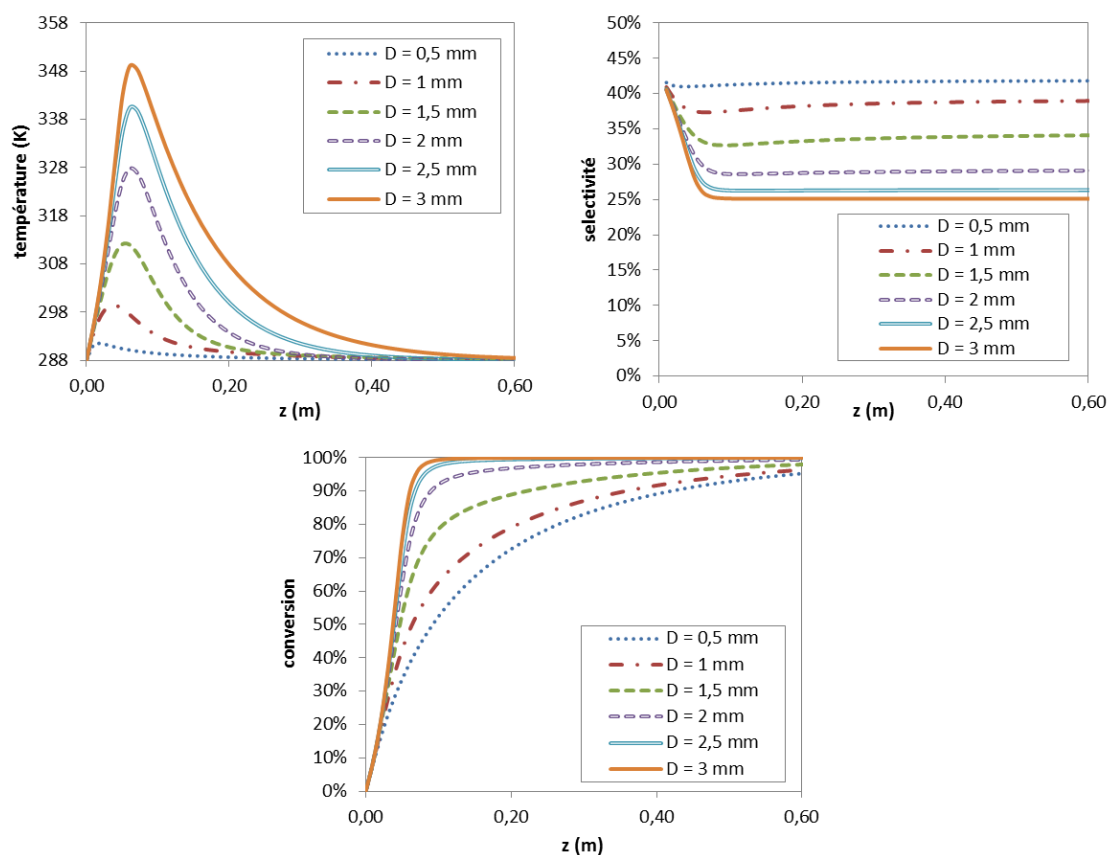 358
348
338
328
318
308
298
288
température (K)
0,00
0,20
0,40
0,60
z (m)
D = 0,5 mm
D = 1 mm
D = 1,5 mm
D = 2 mm
D = 2,5 mm
D = 3 mm
50%
45%
40%
35%
30%
25%
20%
15%
10%
5%
0%
selectivité
0,00
0,20
0,40
0,60
z (m)
D = 0,5 mm
D = 1 mm
D = 1,5 mm
D = 2 mm
D = 2,5 mm
D = 3 mm
100%
90%
80%
70%
60%
50%
40%
30%
20%
10%
0%
conversion
0,00
0,20
0,40
0,60
z (m)
D = 0,5 mm
D = 1 mm
D = 1,5 mm
D = 2 mm
D = 2,5 mm
D = 3 mm